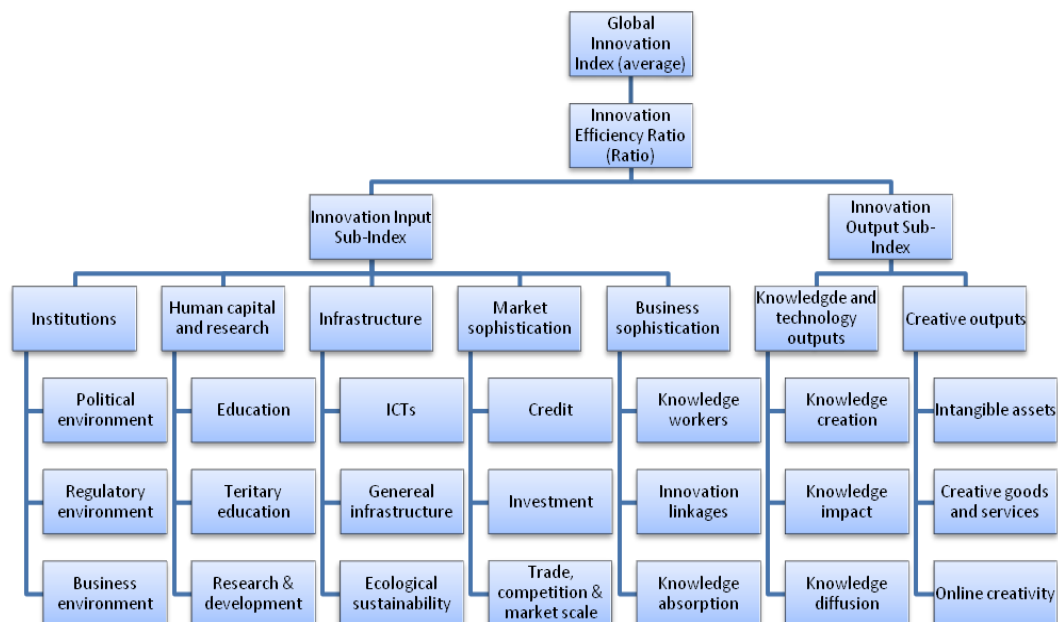 Global
Innovation
Index (average)
Innovation
Efficiency Ratio
(Ratio)
Innovation Input
Sub-Index
Innovation
Output Sub-
Index
Institutions
Human capital
and research
Infrastructure
Market
sophistication
Business
sophistication
Knowledgde and
technology
outputs
Creative outputs
Political
environment
Education
ICTs
Credit
Knowledge
workers
Knowledge
creation
Intangible assets
Regulatory
environment
Teritary
education
Genereal
infrastructure
Investment
Innovation
linkages
Knowledge
impact
Creative goods
and services
Business
environment
Research &
development
Ecological
sustainability
Trade,
competition &
market scale
Knowledge
absorption
Knowledge
diffusion
Online creativity